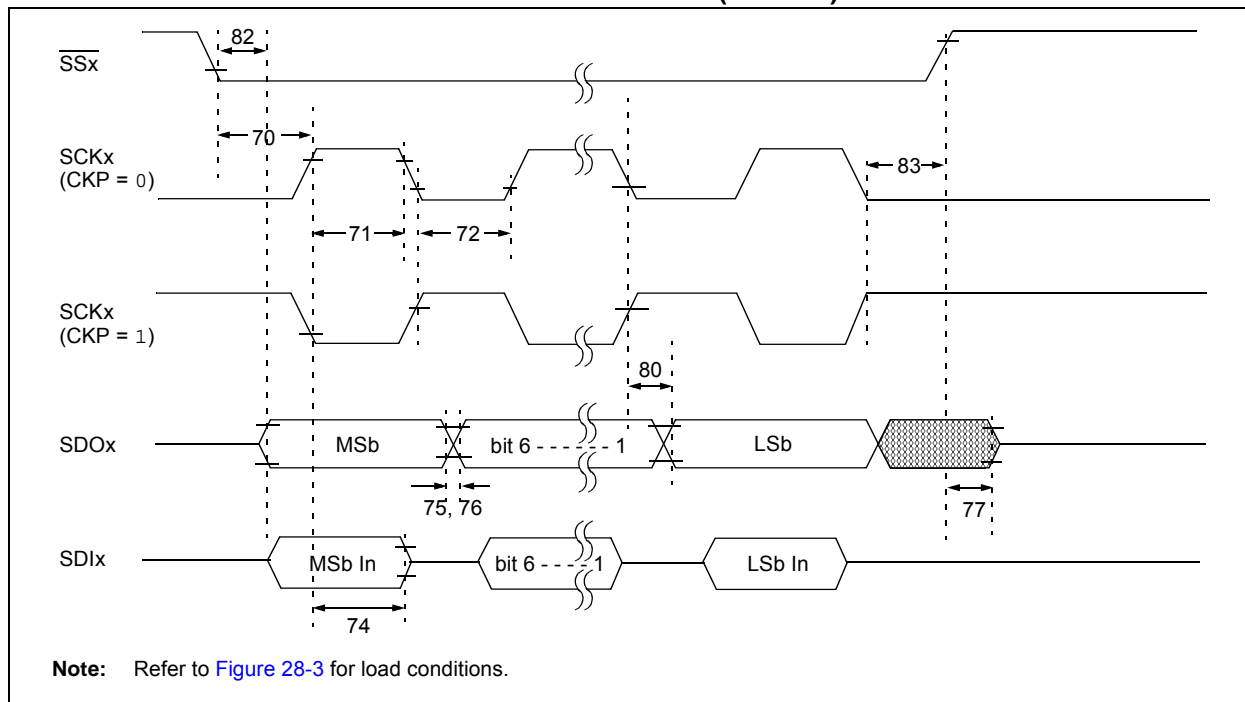 82
SSx
70
SCKx
(CKP = 0)
83
71
72
SCKx
(CKP = 1)
80
SDOx
MSb
bit 6 - - - - - - 1
LSb
75, 76
77
SDIx
MSb In
bit 6 - - - - 1
LSb In
74
Note: Refer to Figure 28-3 for load conditions.